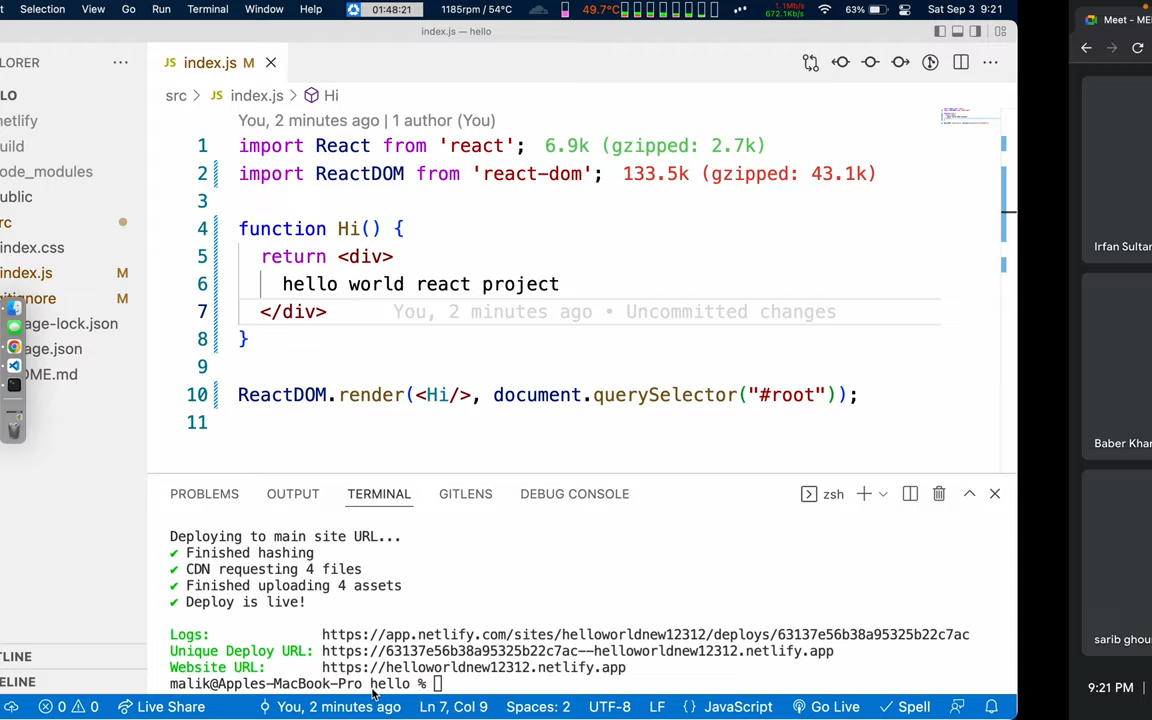 Selection View Go Run Terminal Window Help 01:48:21 1185rpm / 54°C 49.7°C 1.1Mb/s 672.1Kb/s 63% Sat Sep 3 9:21
index.js — hello
Meet - ME
LORER
JS index.js M
LO
src > JS index.js > Hi
etlify
You, 2 minutes ago | 1 author (You)
uild
1 import React from 'react'; 6.9k (gzipped: 2.7k)
ode_modules
2 import ReactDOM from 'react-dom'; 133.5k (gzipped: 43.1k)
ublic
3
rc
4 function Hi() {
ndex.css
5 return <div>
Irfan Sultan
ndex.js M
6 hello world react project
itignore M
7 </div> You, 2 minutes ago • Uncommitted changes
age-lock.json
8 }
age.json
9
DME.md
10 ReactDOM.render(<Hi/>, document.querySelector("#root"));
11
Baber Khan
PROBLEMS OUTPUT TERMINAL GITLENS DEBUG CONSOLE zsh
Deploying to main site URL...
✔ Finished hashing
✔ CDN requesting 4 files
✔ Finished uploading 4 assets
✔ Deploy is live!
Logs: https://app.netlify.com/sites/helloworldnew12312/deploys/63137e56b38a95325b22c7ac
sarib ghour
Unique Deploy URL: https://63137e56b38a95325b22c7ac--helloworldnew12312.netlify.app
TLINE
Website URL: https://helloworldnew12312.netlify.app
ELINE
malik@Apples-MacBook-Pro hello %
9:21 PM
0 0 Live Share You, 2 minutes ago Ln 7, Col 9 Spaces: 2 UTF-8 LF {} JavaScript Go Live Spell